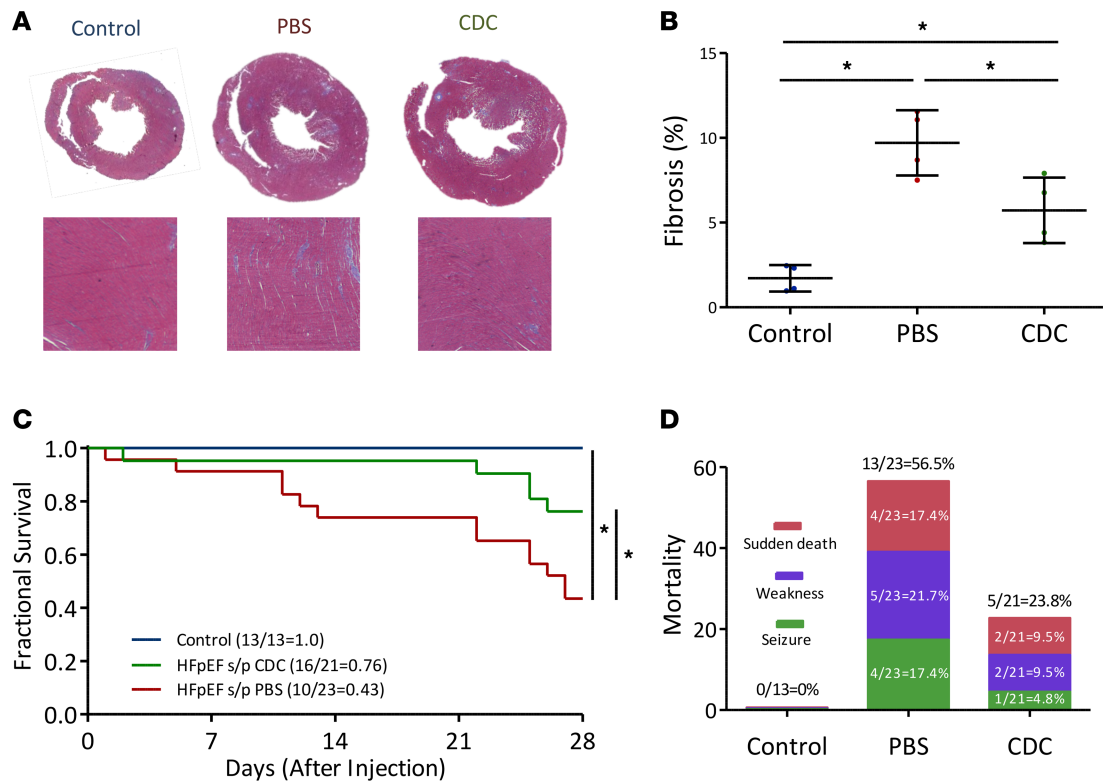 A
Control
PBS
CDC
B
*
*
*
15
10
5
0
Fibrosis (%)
Control
PBS
CDC
C
1.0
0.8
0.6
0.4
0.2
0.0
Fractional Survival
*
*
Control (13/13=1.0)
HFpEF s/p CDC (16/21=0.76)
HFpEF s/p PBS (10/23=0.43)
0
7
14
21
28
Days (After Injection)
D
60
40
20
0
Mortality
Sudden death
Weakness
Seizure
0/13=0%
13/23=56.5%
4/23=17.4%
5/23=21.7%
4/23=17.4%
5/21=23.8%
2/21=9.5%
2/21=9.5%
1/21=4.8%
Control
PBS
CDC